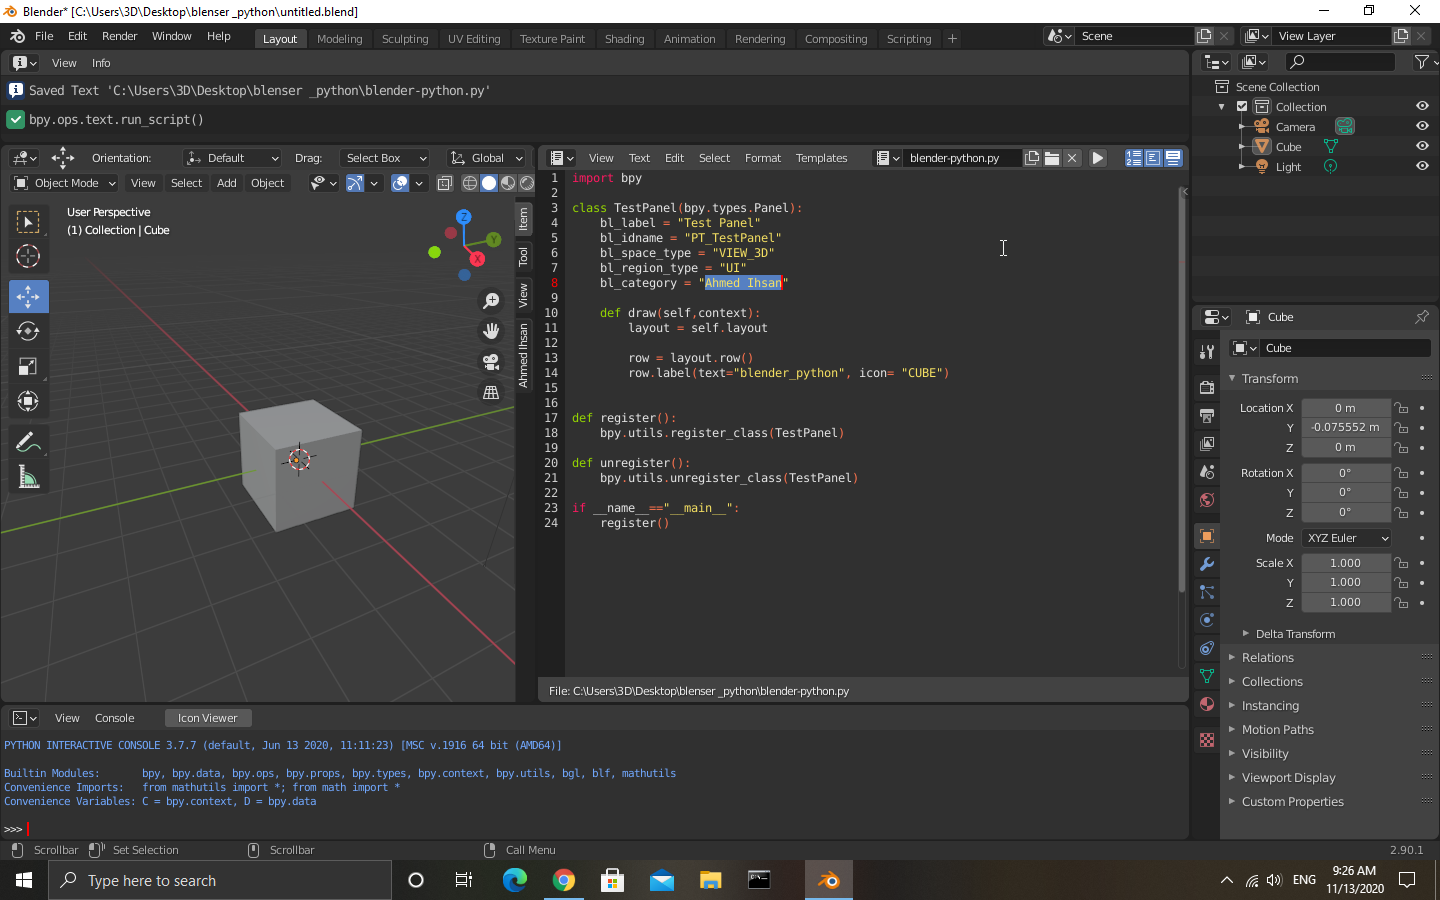 Blender* [C:\Users\3D\Desktop\blenser _python\untitled.blend]
File Edit Render Window Help Layout Modeling Sculpting UV Editing Texture Paint Shading Animation Rendering Compositing Scripting + Scene View Layer
View Info
Saved Text 'C:\Users\3D\Desktop\blenser _python\blender-python.py'
bpy.ops.text.run_script()
Scene Collection
Collection
Camera
Cube
Light
Orientation: Default Drag: Select Box Global
Object Mode View Select Add Object
User Perspective
(1) Collection | Cube
Z
Y
X
Item
Tool
View
Ahmed Ihsan
View Text Edit Select Format Templates blender-python.py
1 import bpy
2
3 class TestPanel(bpy.types.Panel):
4 bl_label = "Test Panel"
5 bl_idname = "PT_TestPanel"
6 bl_space_type = "VIEW_3D"
7 bl_region_type = "UI"
8 bl_category = "Ahmed Ihsan"
9
10 def draw(self,context):
11 layout = self.layout
12
13 row = layout.row()
14 row.label(text="blender_python", icon= "CUBE")
15
16
17 def register():
18 bpy.utils.register_class(TestPanel)
19
20 def unregister():
21 bpy.utils.unregister_class(TestPanel)
22
23 if __name__=="__main__":
24 register()
File: C:\Users\3D\Desktop\blenser _python\blender-python.py
Cube
Cube
Transform
Location X 0 m
Y -0.075552 m
Z 0 m
Rotation X 0°
Y 0°
Z 0°
Mode XYZ Euler
Scale X 1.000
Y 1.000
Z 1.000
Delta Transform
Relations
Collections
Instancing
Motion Paths
Visibility
Viewport Display
Custom Properties
View Console Icon Viewer
PYTHON INTERACTIVE CONSOLE 3.7.7 (default, Jun 13 2020, 11:11:23) [MSC v.1916 64 bit (AMD64)]
Builtin Modules: bpy, bpy.data, bpy.ops, bpy.props, bpy.types, bpy.context, bpy.utils, bgl, blf, mathutils
Convenience Imports: from mathutils import *; from math import *
Convenience Variables: C = bpy.context, D = bpy.data
>>>
Scrollbar Set Selection Scrollbar Call Menu 2.90.1
Type here to search
ENG
9:26 AM
11/13/2020